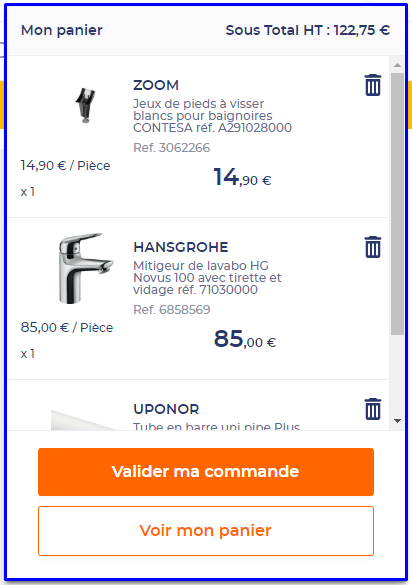 Mon panier
Sous Total HT : 122,75 €
ZOOM
Jeux de pieds à visser
blancs pour baignoires
CONTESA réf. A291028000
Ref. 3062266
14,90 € / Pièce
14,90 €
x 1
HANSGROHE
Mitigeur de lavabo HG
Novus 100 avec tirette et
vidage réf. 71030000
Ref. 6858569
85,00 € / Pièce
85,00 €
x 1
UPONOR
Tube en barre uni pipe Plus
Valider ma commande
Voir mon panier